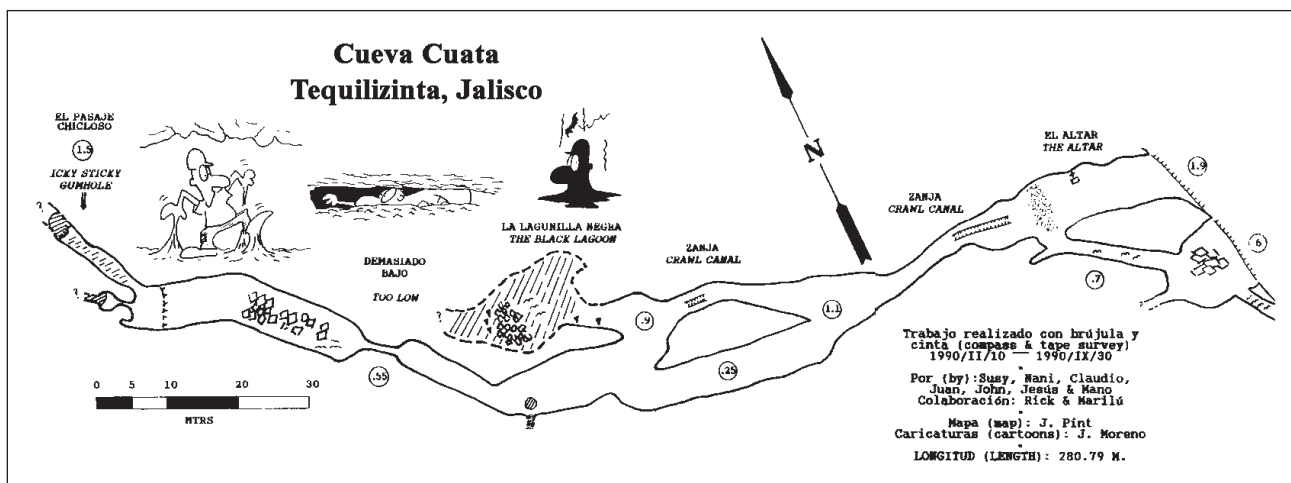 Cueva Cuata
Tequilizinta, Jalisco
EL PASAJE
CHICLOSO
1.5
ICKY STICKY
GUMHOLE
?
?
0 5 10 20 30
MTRS
DEMASIADO
BAJO
TOO LOW
.55
LA LAGUNILLA NEGRA
THE BLACK LAGOON
?
ZANJA
CRAWL CANAL
.9
.25
1.1
N
ZANJA
CRAWL CANAL
EL ALTAR
THE ALTAR
1.9
.6
.7
Trabajo realizado con brújula y
cinta (compass & tape survey)
1990/II/10 — 1990/IX/30
Por (by):Susy, Nani, Claudio,
Juan, John, Jesús & Mano
Colaboración: Rick & Marilú
Mapa (map): J. Pint
Caricaturas (cartoons): J. Moreno
LONGITUD (LENGTH): 280.79 M.